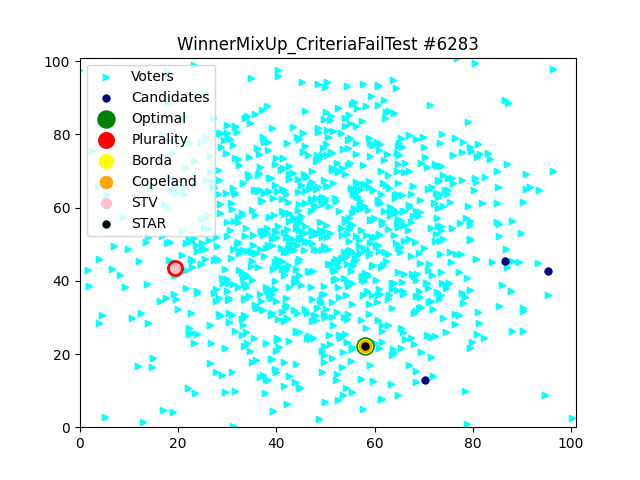 WinnerMixUp_CriteriaFailTest #6283
100
80
60
40
20
0
0
20
40
60
80
100
Voters
Candidates
Optimal
Plurality
Borda
Copeland
STV
STAR